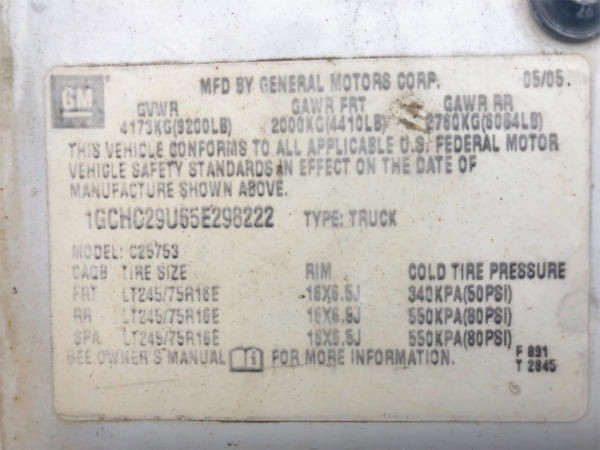 GM
MFD BY GENERAL MOTORS CORP. 05/05
GVWR GAWR FRT GAWR RR
4173KG(9200LB) 2000KG(4410LB) 2760KG(6084LB)
THIS VEHICLE CONFORMS TO ALL APPLICABLE U.S. FEDERAL MOTOR
VEHICLE SAFETY STANDARDS IN EFFECT ON THE DATE OF
MANUFACTURE SHOWN ABOVE.
1GCHC29U55E298222 TYPE: TRUCK
MODEL: C25753
TIRE SIZE RIM COLD TIRE PRESSURE
FRT LT245/75R16E 16X6.5J 340KPA(50PSI)
RR LT245/75R16E 16X6.5J 550KPA(80PSI)
SPA LT245/75R16E 16X6.5J 550KPA(80PSI)
SEE OWNER'S MANUAL FOR MORE INFORMATION.
F 891
T 2845